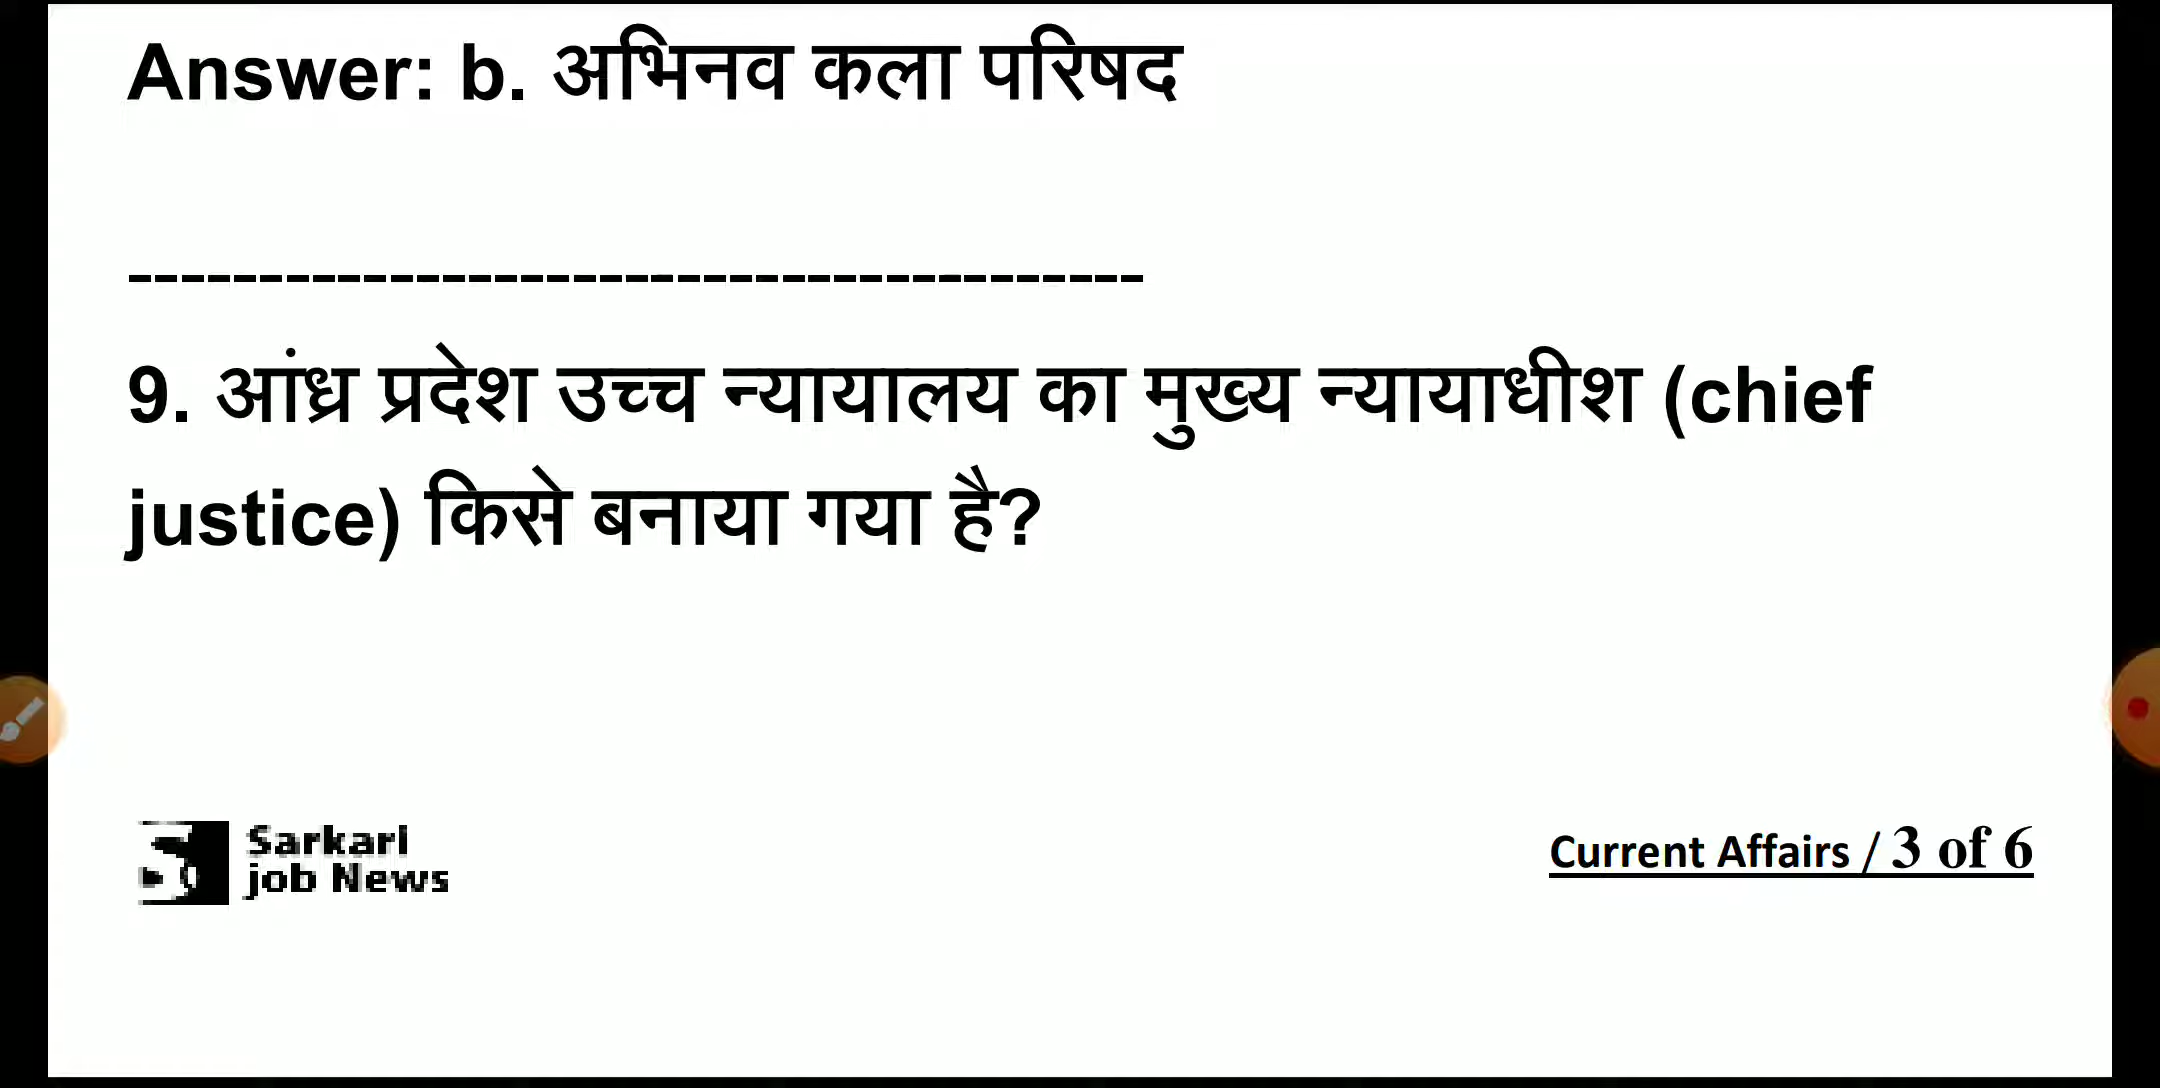 Answer: b. अभिनव कला परिषद
---------------------------------------
9. आंध्र प्रदेश उच्च न्यायालय का मुख्य न्यायाधीश (chief
justice) किसे बनाया गया है?
Sarkari
job News
Current Affairs / 3 of 6